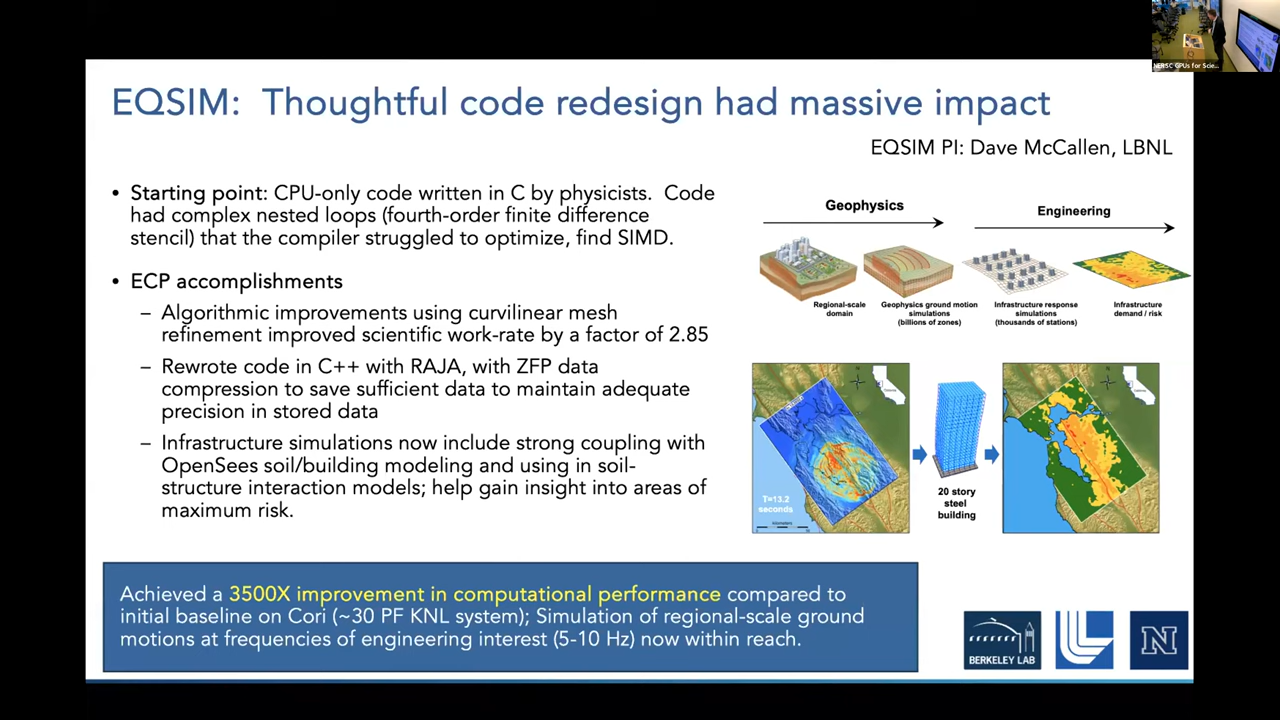 NERSC GPUs for Scie...
EQSIM: Thoughtful code redesign had massive impact
EQSIM PI: Dave McCallen, LBNL
• Starting point: CPU-only code written in C by physicists. Code
had complex nested loops (fourth-order finite difference
stencil) that the compiler struggled to optimize, find SIMD.
• ECP accomplishments
– Algorithmic improvements using curvilinear mesh
refinement improved scientific work-rate by a factor of 2.85
– Rewrote code in C++ with RAJA, with ZFP data
compression to save sufficient data to maintain adequate
precision in stored data
– Infrastructure simulations now include strong coupling with
OpenSees soil/building modeling and using in soil-
structure interaction models; help gain insight into areas of
maximum risk.
Geophysics
Engineering
Regional-scale
domain
Geophysics ground motion
simulations
(billions of zones)
Infrastructure response
simulations
(thousands of stations)
Infrastructure
demand / risk
T=13.2
seconds
20 story
steel
building
Achieved a 3500X improvement in computational performance compared to
initial baseline on Cori (~30 PF KNL system); Simulation of regional-scale ground
motions at frequencies of engineering interest (5-10 Hz) now within reach.
BERKELEY LAB
N